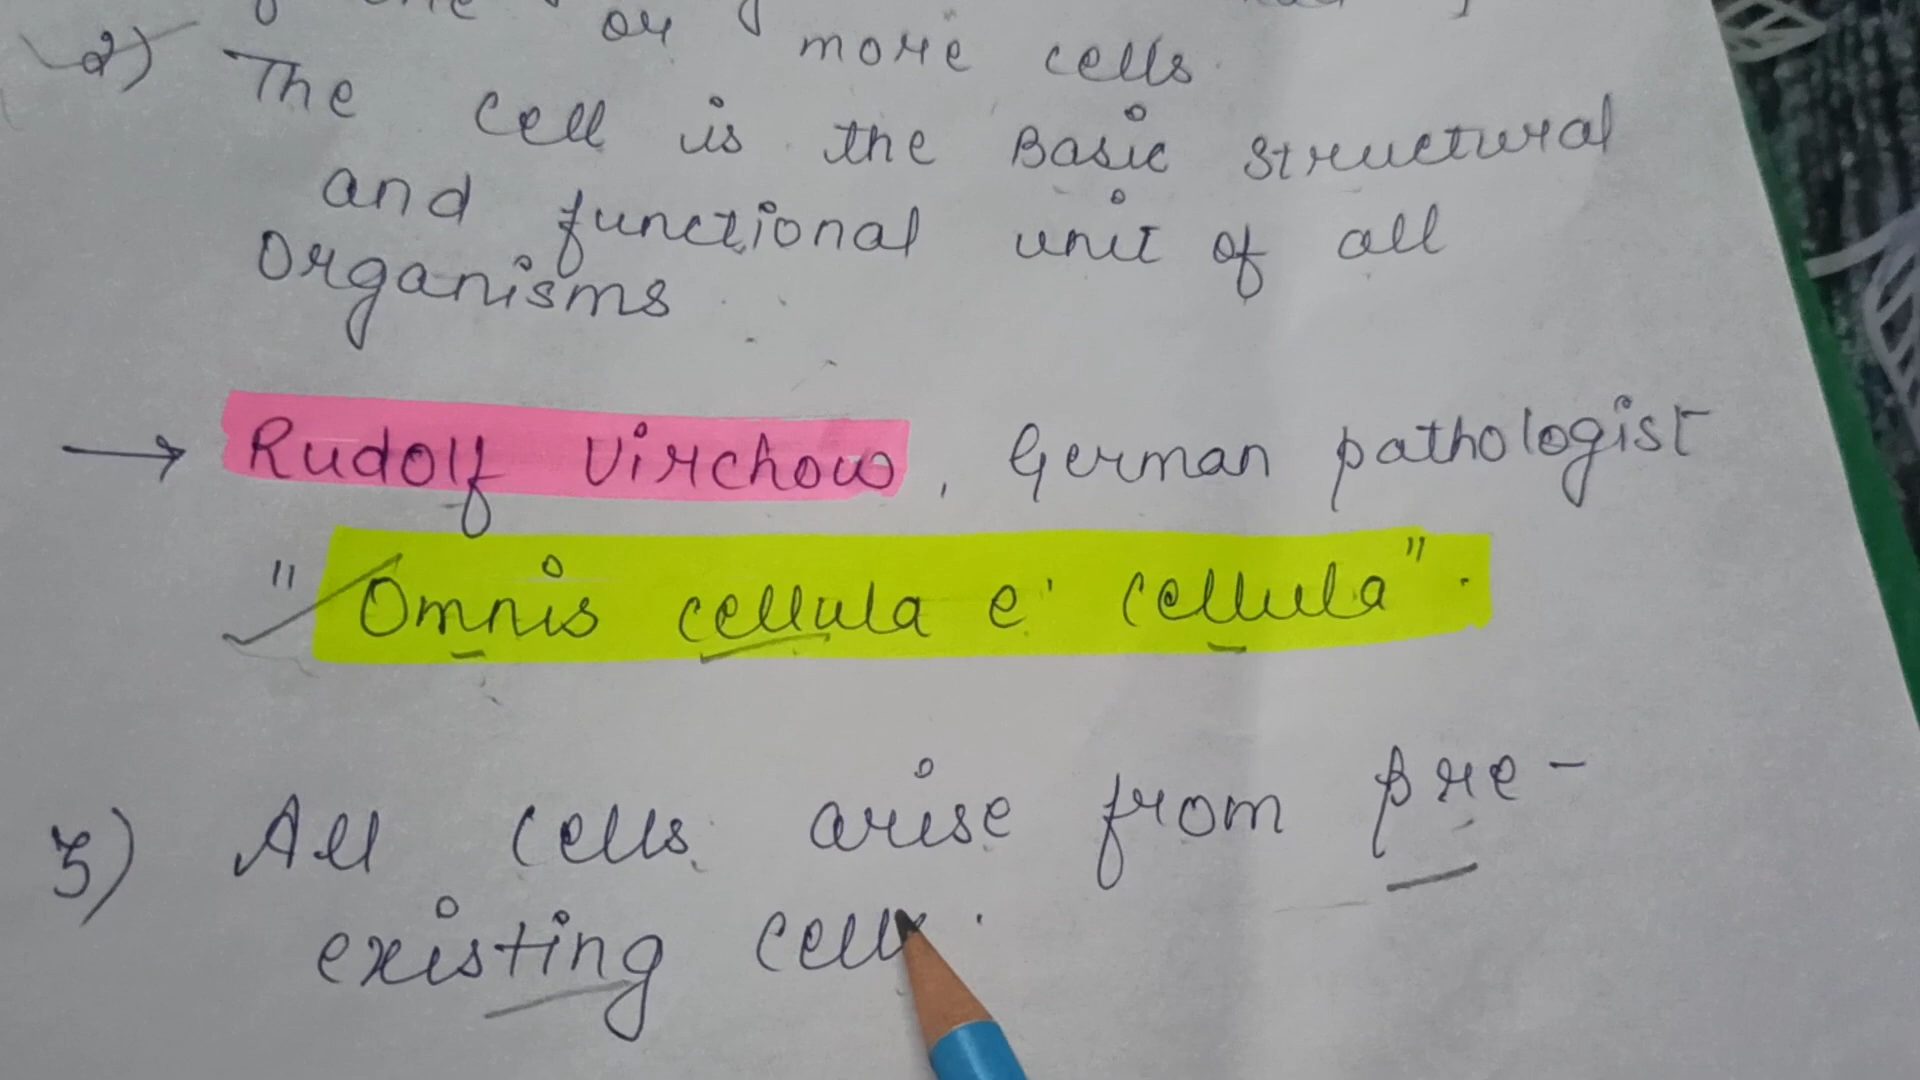 or more cells.
2) The cell is the Basic structural
and functional unit of all
Organisms
→ Rudolf Virchow, German pathologist
"Omnis cellula e' cellula".
3) All cells arise from pre-
existing cells.